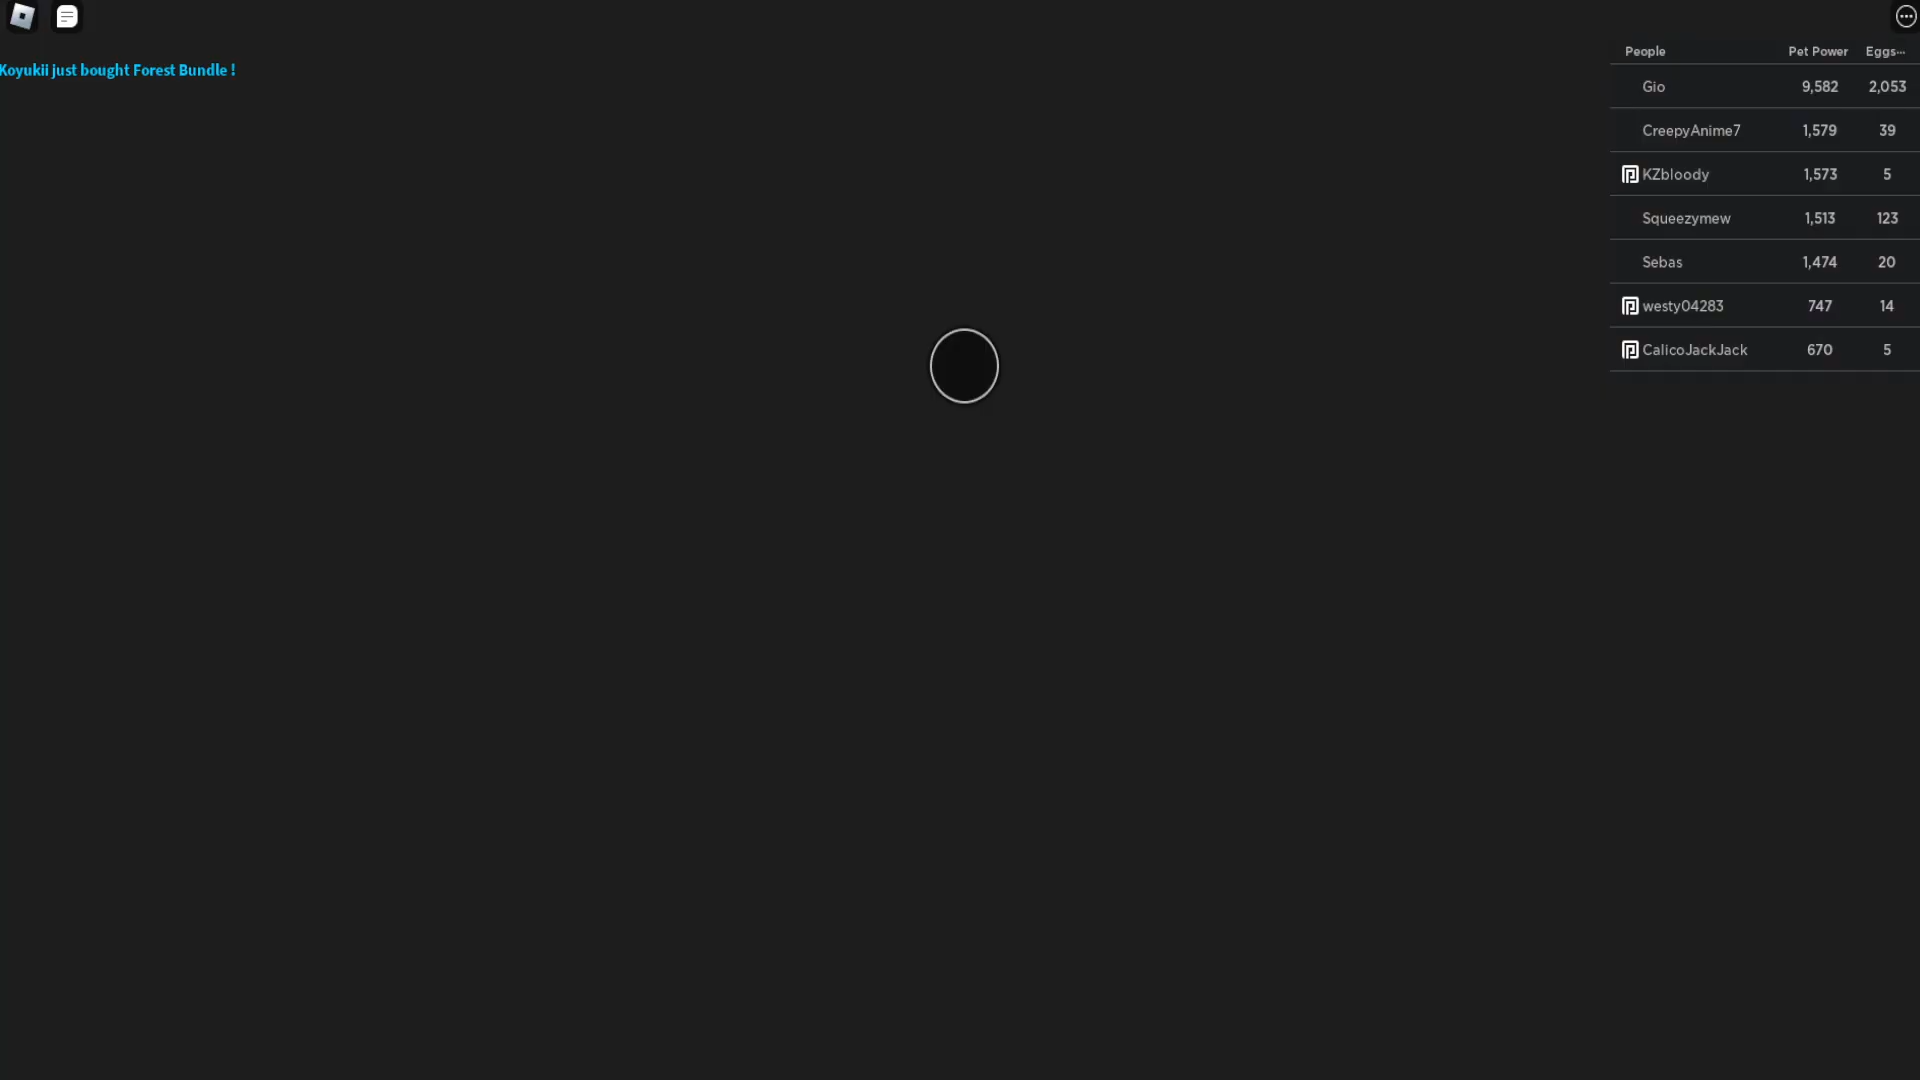 Koyukii just bought Forest Bundle !
People Pet Power Eggs...
Gio 9,582 2,053
CreepyAnime7 1,579 39
KZbloody 1,573 5
Squeezymew 1,513 123
Sebas 1,474 20
westy04283 747 14
CalicoJackJack 670 5